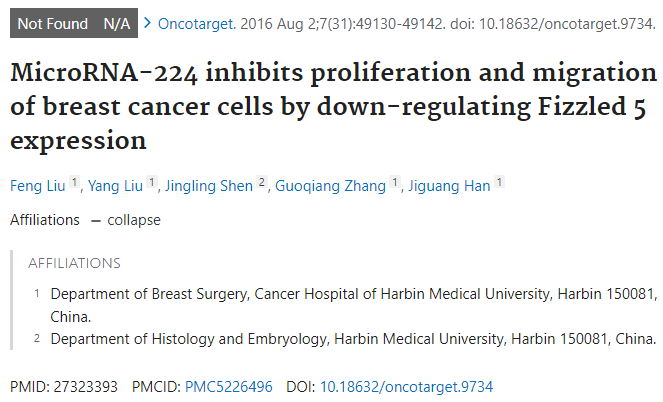 Not Found N/A > Oncotarget. 2016 Aug 2;7(31):49130-49142. doi: 10.18632/oncotarget.9734.
MicroRNA-224 inhibits proliferation and migration
of breast cancer cells by down-regulating Fizzled 5
expression
Feng Liu 1, Yang Liu 1, Jingling Shen 2, Guoqiang Zhang 1, Jiguang Han 1
Affiliations — collapse
AFFILIATIONS
1 Department of Breast Surgery, Cancer Hospital of Harbin Medical University, Harbin 150081,
China.
2 Department of Histology and Embryology, Harbin Medical University, Harbin 150081, China.
PMID: 27323393 PMCID: PMC5226496 DOI: 10.18632/oncotarget.9734